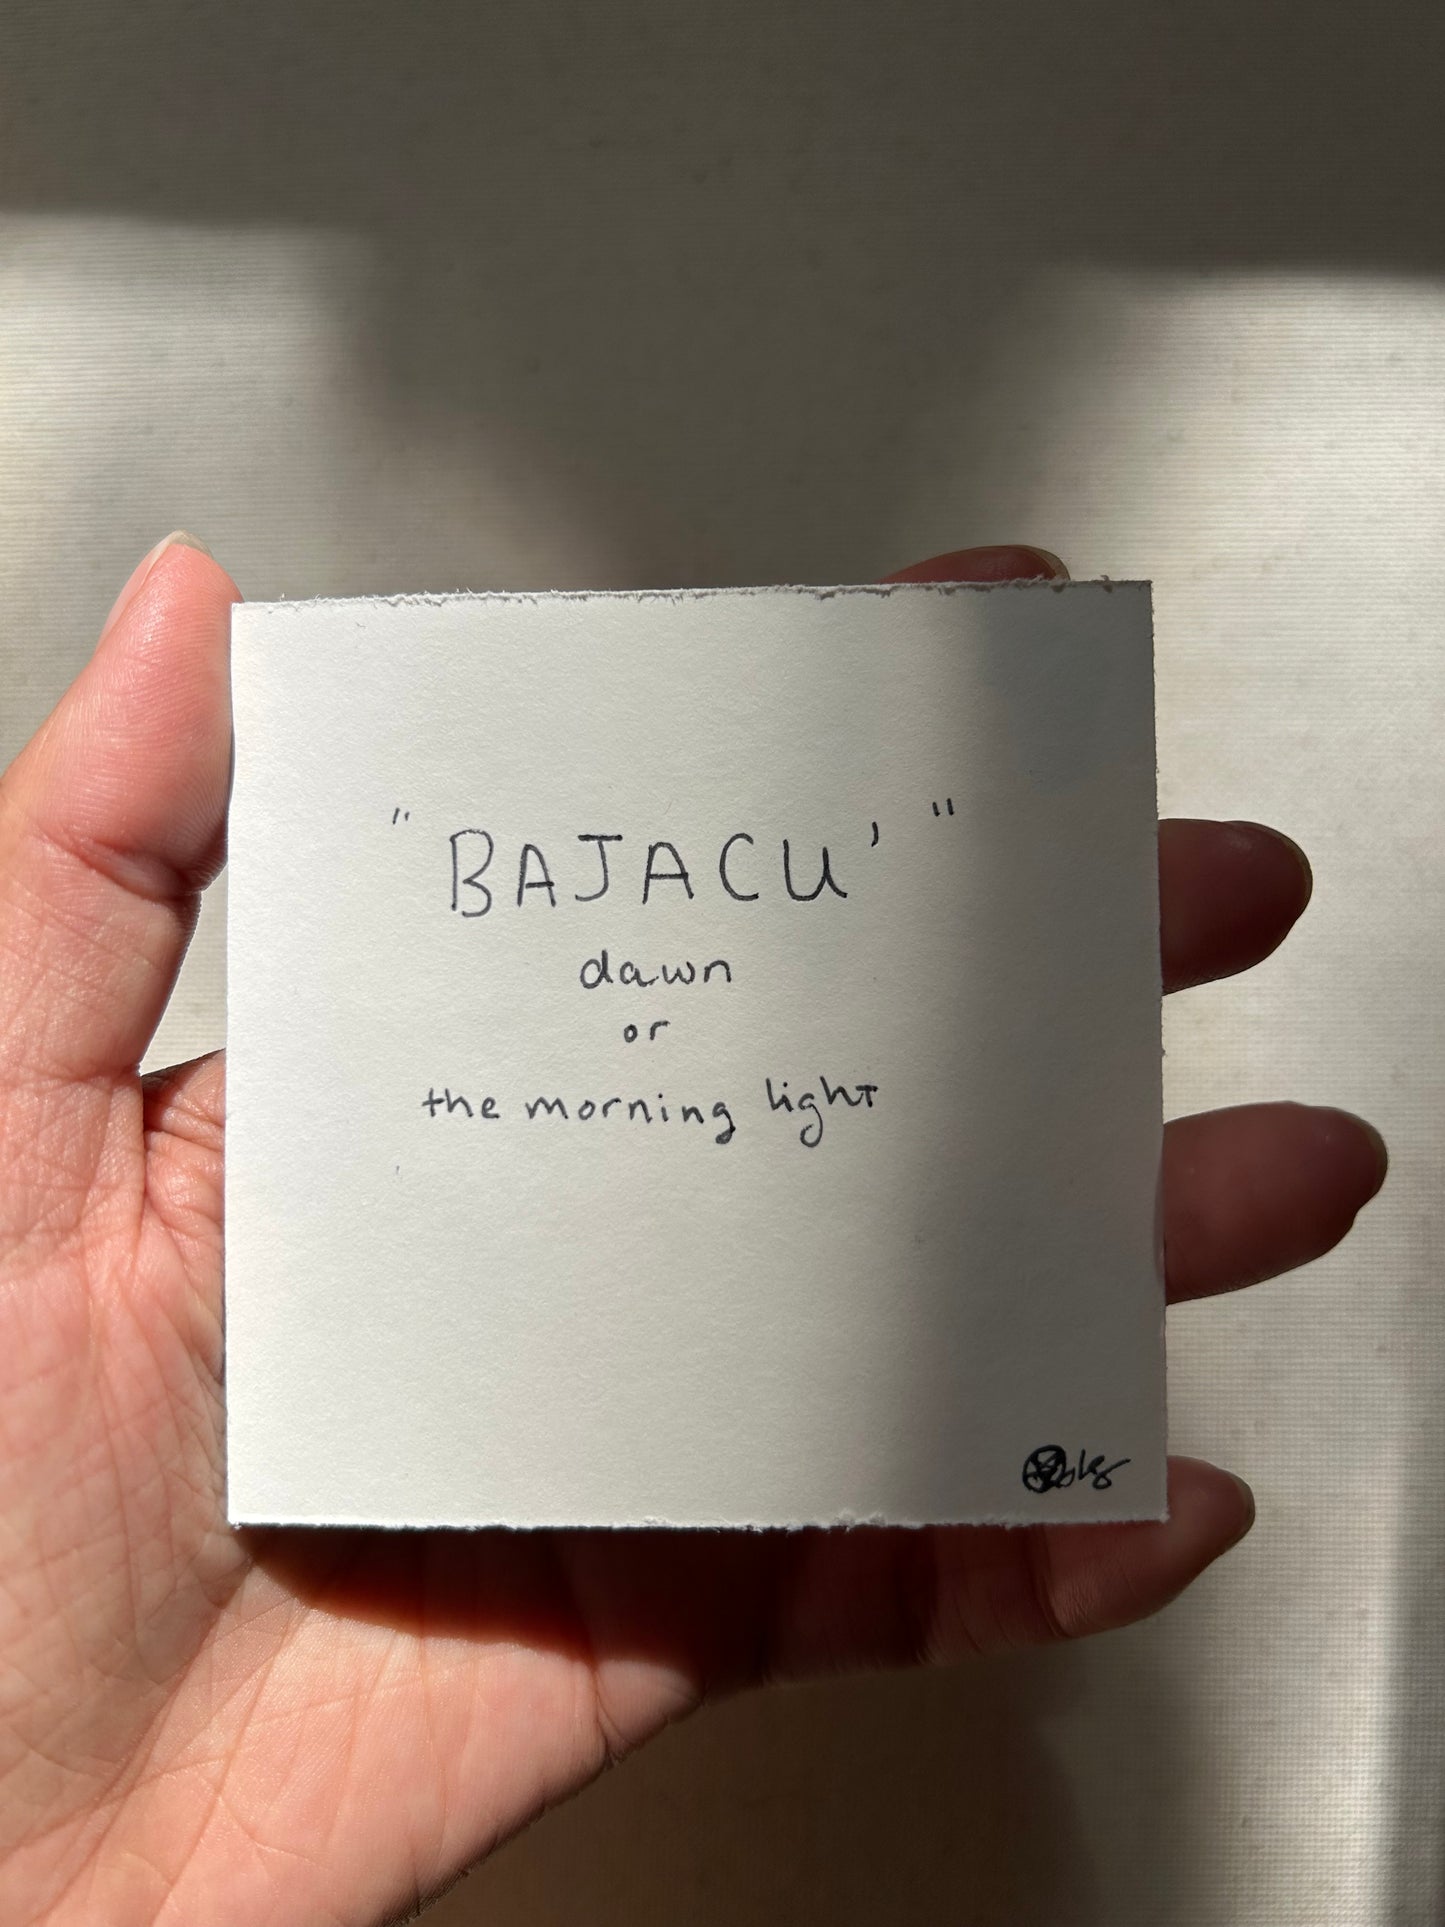 "BAJACU'"
dawn
or
the morning light